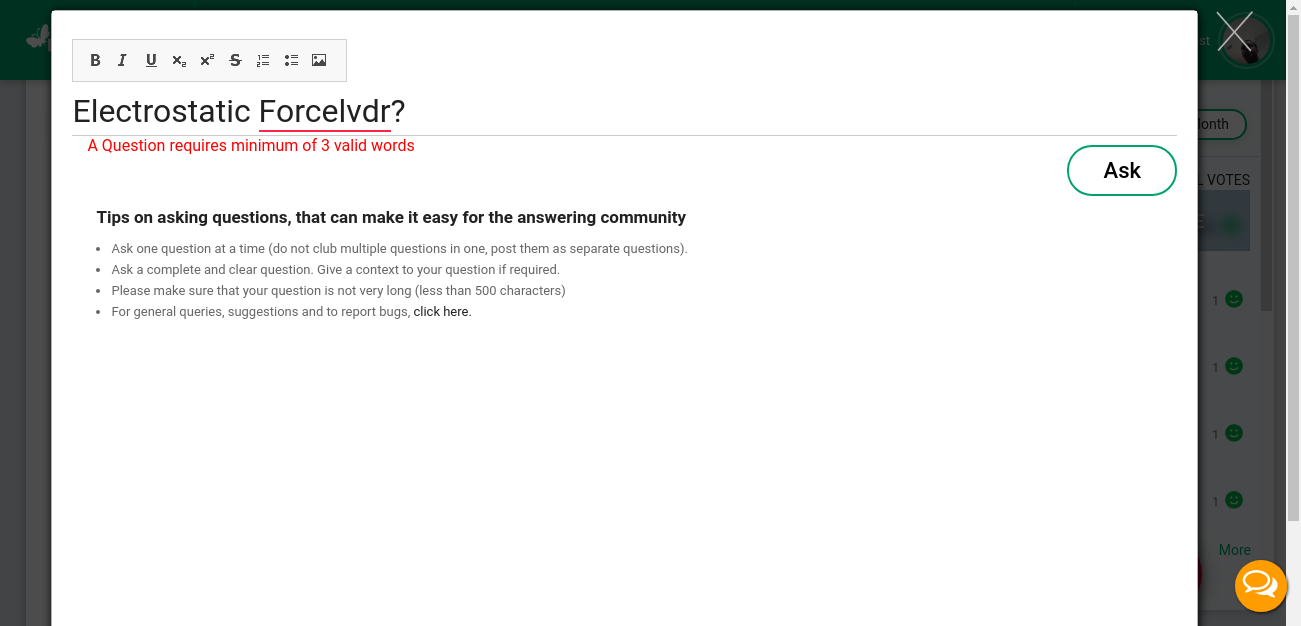 B I U x₂ x² S
Electrostatic Forcelvdr?
A Question requires minimum of 3 valid words
Ask
Tips on asking questions, that can make it easy for the answering community
Ask one question at a time (do not club multiple questions in one, post them as separate questions).
Ask a complete and clear question. Give a context to your question if required.
Please make sure that your question is not very long (less than 500 characters)
For general queries, suggestions and to report bugs, click here.
VOTES
1
1
1
1
More